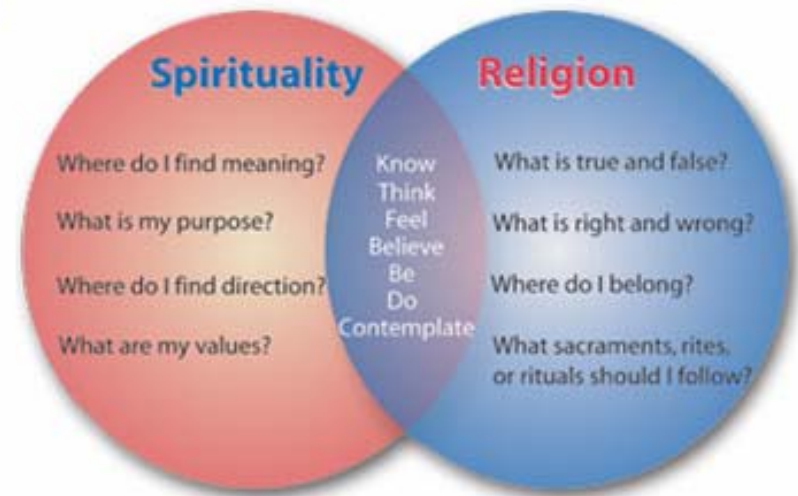 Spirituality
Where do I find meaning?
What is my purpose?
Where do I find direction?
What are my values?
Know
Think
Feel
Believe
Be
Do
Contemplate
Religion
What is true and false?
What is right and wrong?
Where do I belong?
What sacraments, rites,
or rituals should I follow?